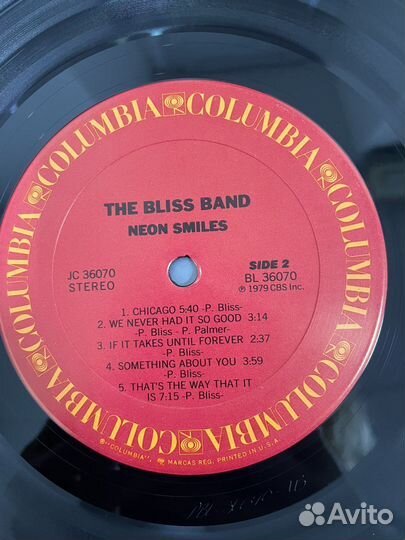 COLUMBIA COLUMBIA COLUMBIA COLUMBIA COLUMBIA COLUMBIA
THE BLISS BAND
NEON SMILES
JC 36070
STEREO
SIDE 2
BL 36070
℗ 1979 CBS Inc.
1. CHICAGO 5:40 -P. Bliss-
2. WE NEVER HAD IT SO GOOD 3:14
-P. Bliss - P. Palmer-
3. IF IT TAKES UNTIL FOREVER 2:37
-P. Bliss-
4. SOMETHING ABOUT YOU 3:59
-P. Bliss-
5. THAT'S THE WAY THAT IT
IS 7:15 -P. Bliss-
"COLUMBIA", MARCAS REG. PRINTED IN U.S.A.
Avito